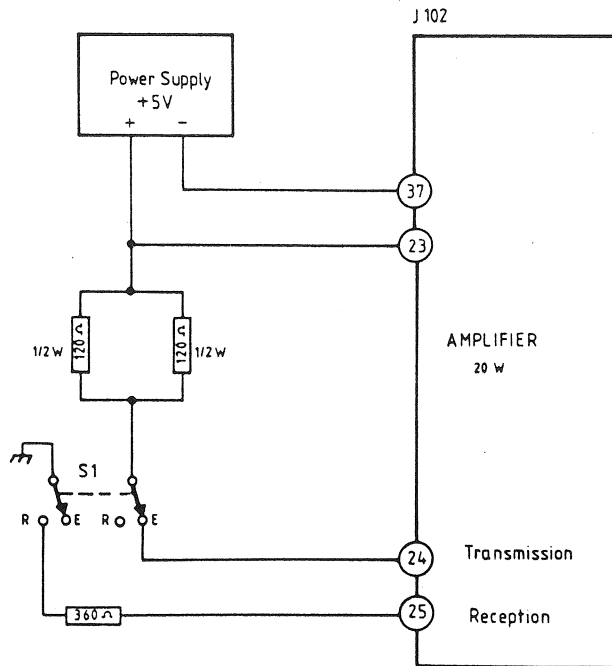 J 102
Power Supply
+5V
+ -
37
23
1/2 W 120 Ω 120 Ω 1/2 W
AMPLIFIER
20 W
S1
R E R E
24 Transmission
25 Reception
360 Ω